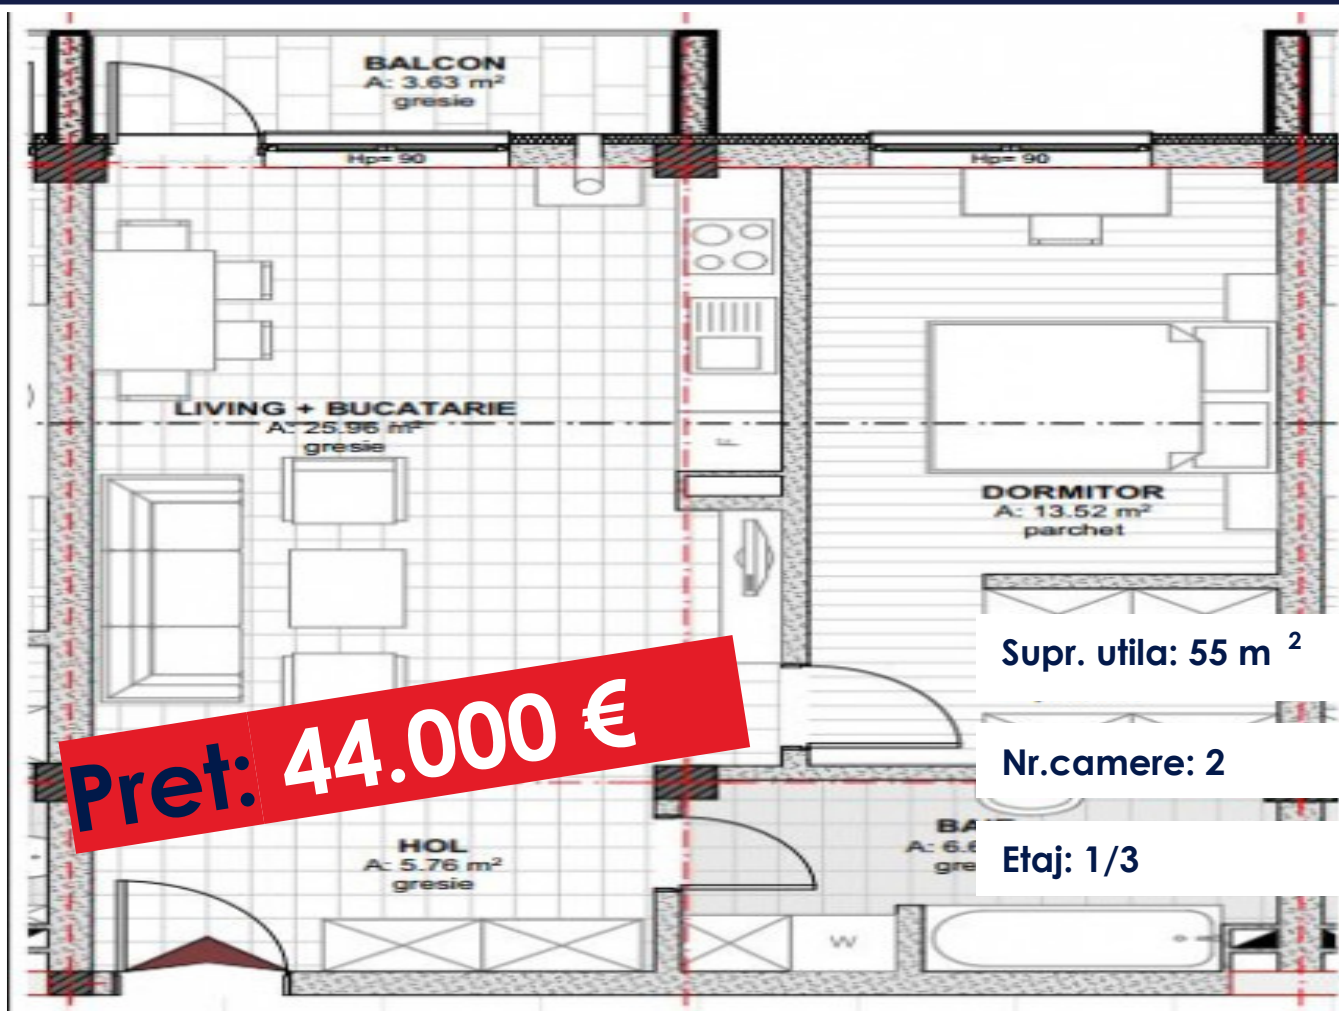 BALCON
A: 3.63 m²
gresie
Hp= 90
Hp= 90
LIVING + BUCATARIE
A: 25.96 m²
gresie
F
DORMITOR
A: 13.52 m²
parchet
Supr. utila: 55 m ²
Pret: 44.000 €
Nr.camere: 2
HOL
A: 5.76 m²
gresie
A: 6.6
Etaj: 1/3
W